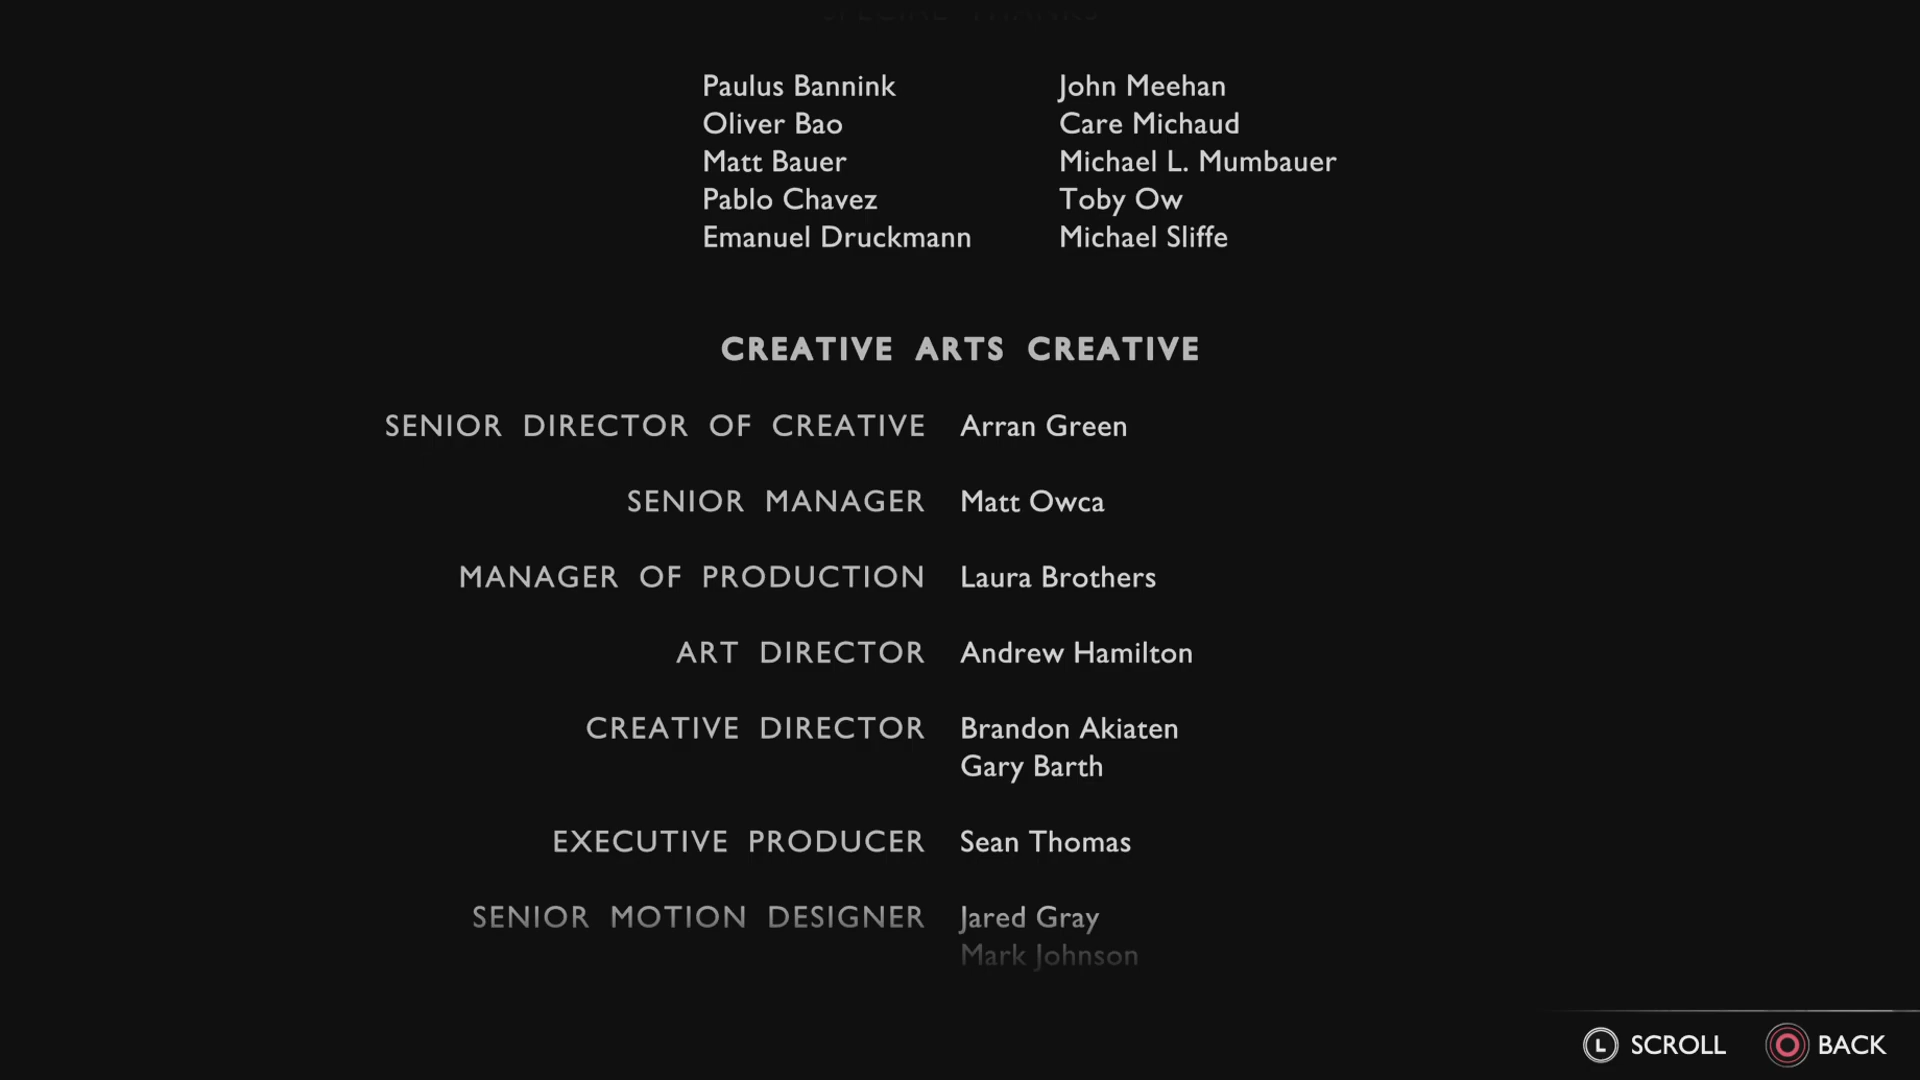 SPECIAL THANKS
Paulus Bannink John Meehan
Oliver Bao Care Michaud
Matt Bauer Michael L. Mumbauer
Pablo Chavez Toby Ow
Emanuel Druckmann Michael Sliffe
CREATIVE ARTS CREATIVE
SENIOR DIRECTOR OF CREATIVE Arran Green
SENIOR MANAGER Matt Owca
MANAGER OF PRODUCTION Laura Brothers
ART DIRECTOR Andrew Hamilton
CREATIVE DIRECTOR Brandon Akiaten
Gary Barth
EXECUTIVE PRODUCER Sean Thomas
SENIOR MOTION DESIGNER Jared Gray
Mark Johnson
L SCROLL BACK